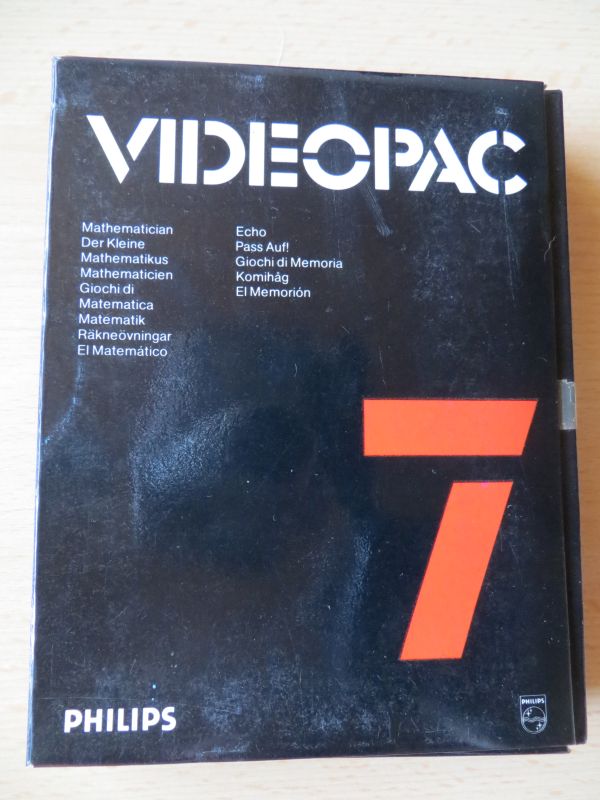 VIDEOPAC
Mathematician
Der Kleine
Mathematikus
Mathematicien
Giochi di
Matematica
Matematik
Räkneövningar
El Matemático
Echo
Pass Auf!
Giochi di Memoria
Komihåg
El Memorión
7
PHILIPS
PHILIPS